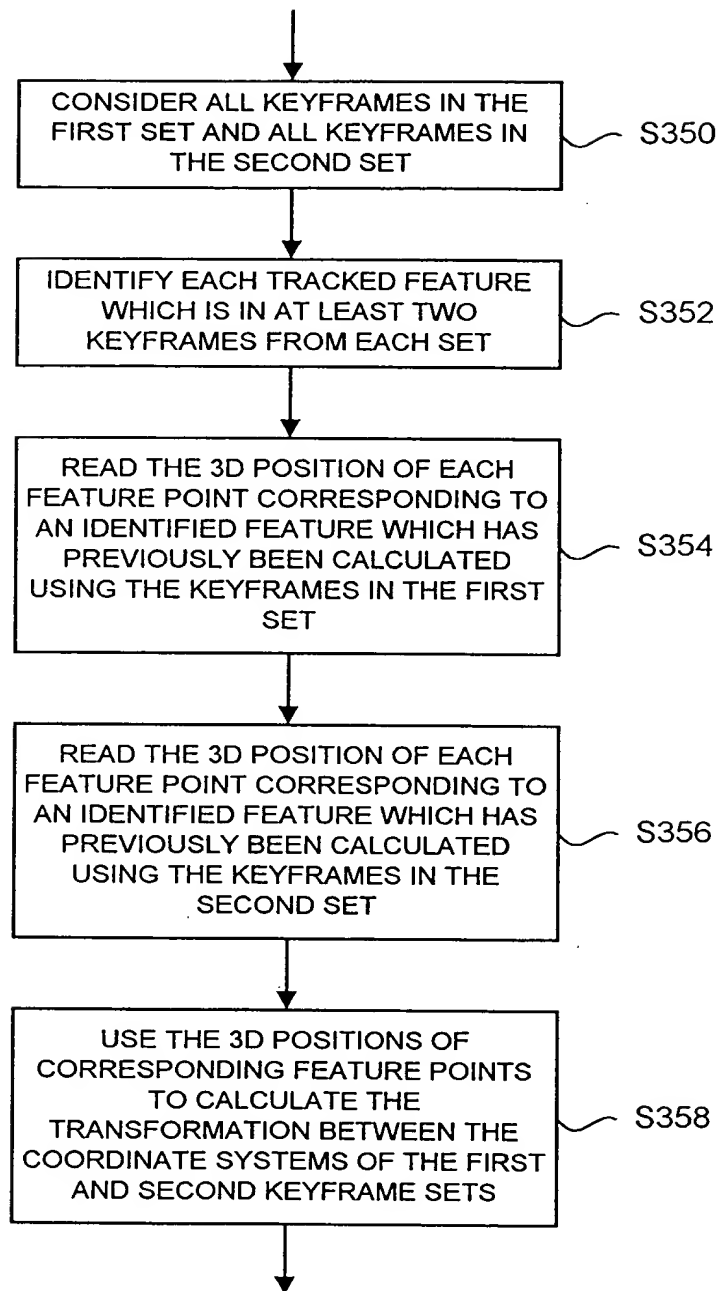 CONSIDER ALL KEYFRAMES IN THE
FIRST SET AND ALL KEYFRAMES IN
THE SECOND SET
S350
IDENTIFY EACH TRACKED FEATURE
WHICH IS IN AT LEAST TWO
KEYFRAMES FROM EACH SET
S352
READ THE 3D POSITION OF EACH
FEATURE POINT CORRESPONDING TO
AN IDENTIFIED FEATURE WHICH HAS
PREVIOUSLY BEEN CALCULATED
USING THE KEYFRAMES IN THE FIRST
SET
S354
READ THE 3D POSITION OF EACH
FEATURE POINT CORRESPONDING TO
AN IDENTIFIED FEATURE WHICH HAS
PREVIOUSLY BEEN CALCULATED
USING THE KEYFRAMES IN THE
SECOND SET
S356
USE THE 3D POSITIONS OF
CORRESPONDING FEATURE POINTS
TO CALCULATE THE
TRANSFORMATION BETWEEN THE
COORDINATE SYSTEMS OF THE FIRST
AND SECOND KEYFRAME SETS
S358